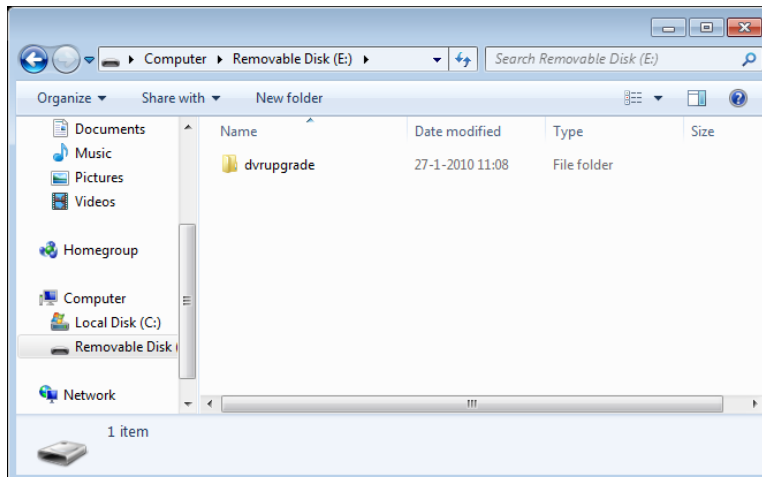 Computer Removable Disk (E:) Search Removable Disk (E:)
Organize Share with New folder
Documents
Music
Pictures
Videos
Homegroup
Computer
Local Disk (C:)
Removable Disk (
Network
Name Date modified Type Size
dvrupgrade 27-1-2010 11:08 File folder
1 item